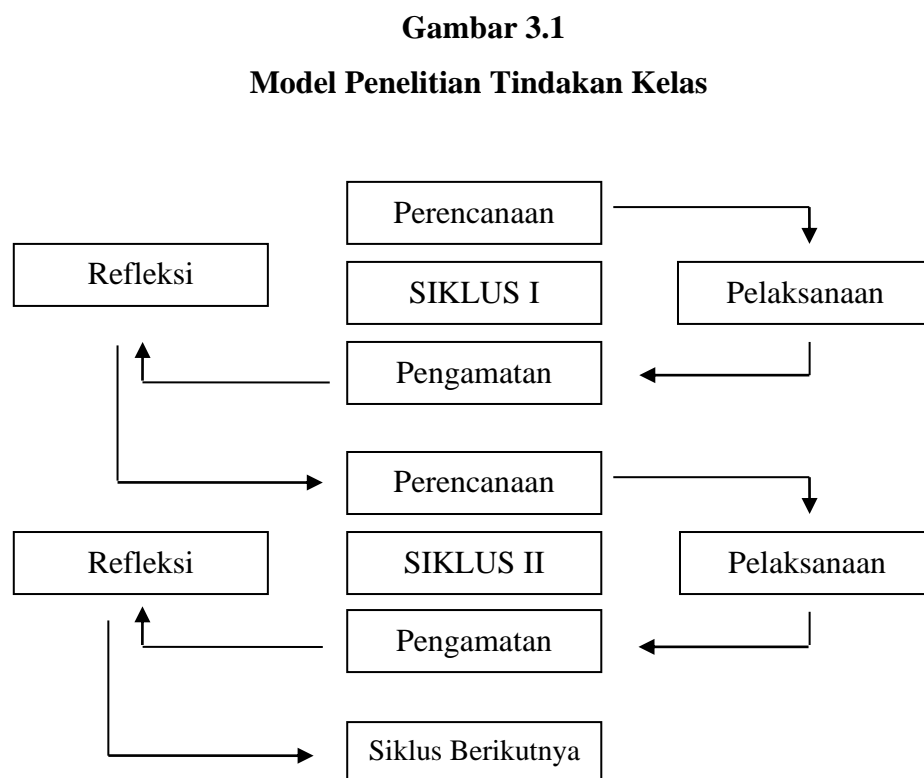 Gambar 3.1
Model Penelitian Tindakan Kelas
Perencanaan
Refleksi
SIKLUS I
Pelaksanaan
Pengamatan
Perencanaan
Refleksi
SIKLUS II
Pelaksanaan
Pengamatan
Siklus Berikutnya